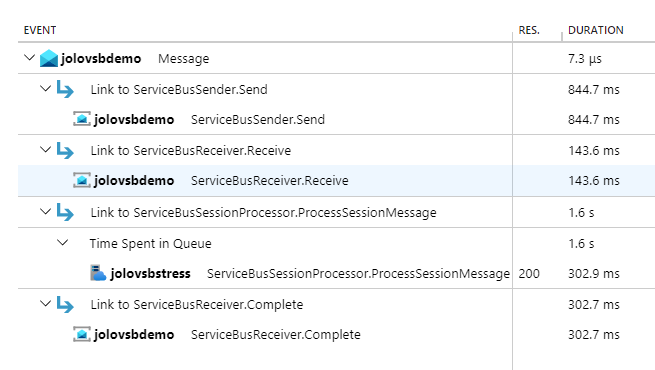 EVENT RES. DURATION
jolovsbdemo Message 7.3 µs
Link to ServiceBusSender.Send 844.7 ms
jolovsbdemo ServiceBusSender.Send 844.7 ms
Link to ServiceBusReceiver.Receive 143.6 ms
jolovsbdemo ServiceBusReceiver.Receive 143.6 ms
Link to ServiceBusSessionProcessor.ProcessSessionMessage 1.6 s
Time Spent in Queue 1.6 s
jolovsbstress ServiceBusSessionProcessor.ProcessSessionMessage 200 302.9 ms
Link to ServiceBusReceiver.Complete 302.7 ms
jolovsbdemo ServiceBusReceiver.Complete 302.7 ms